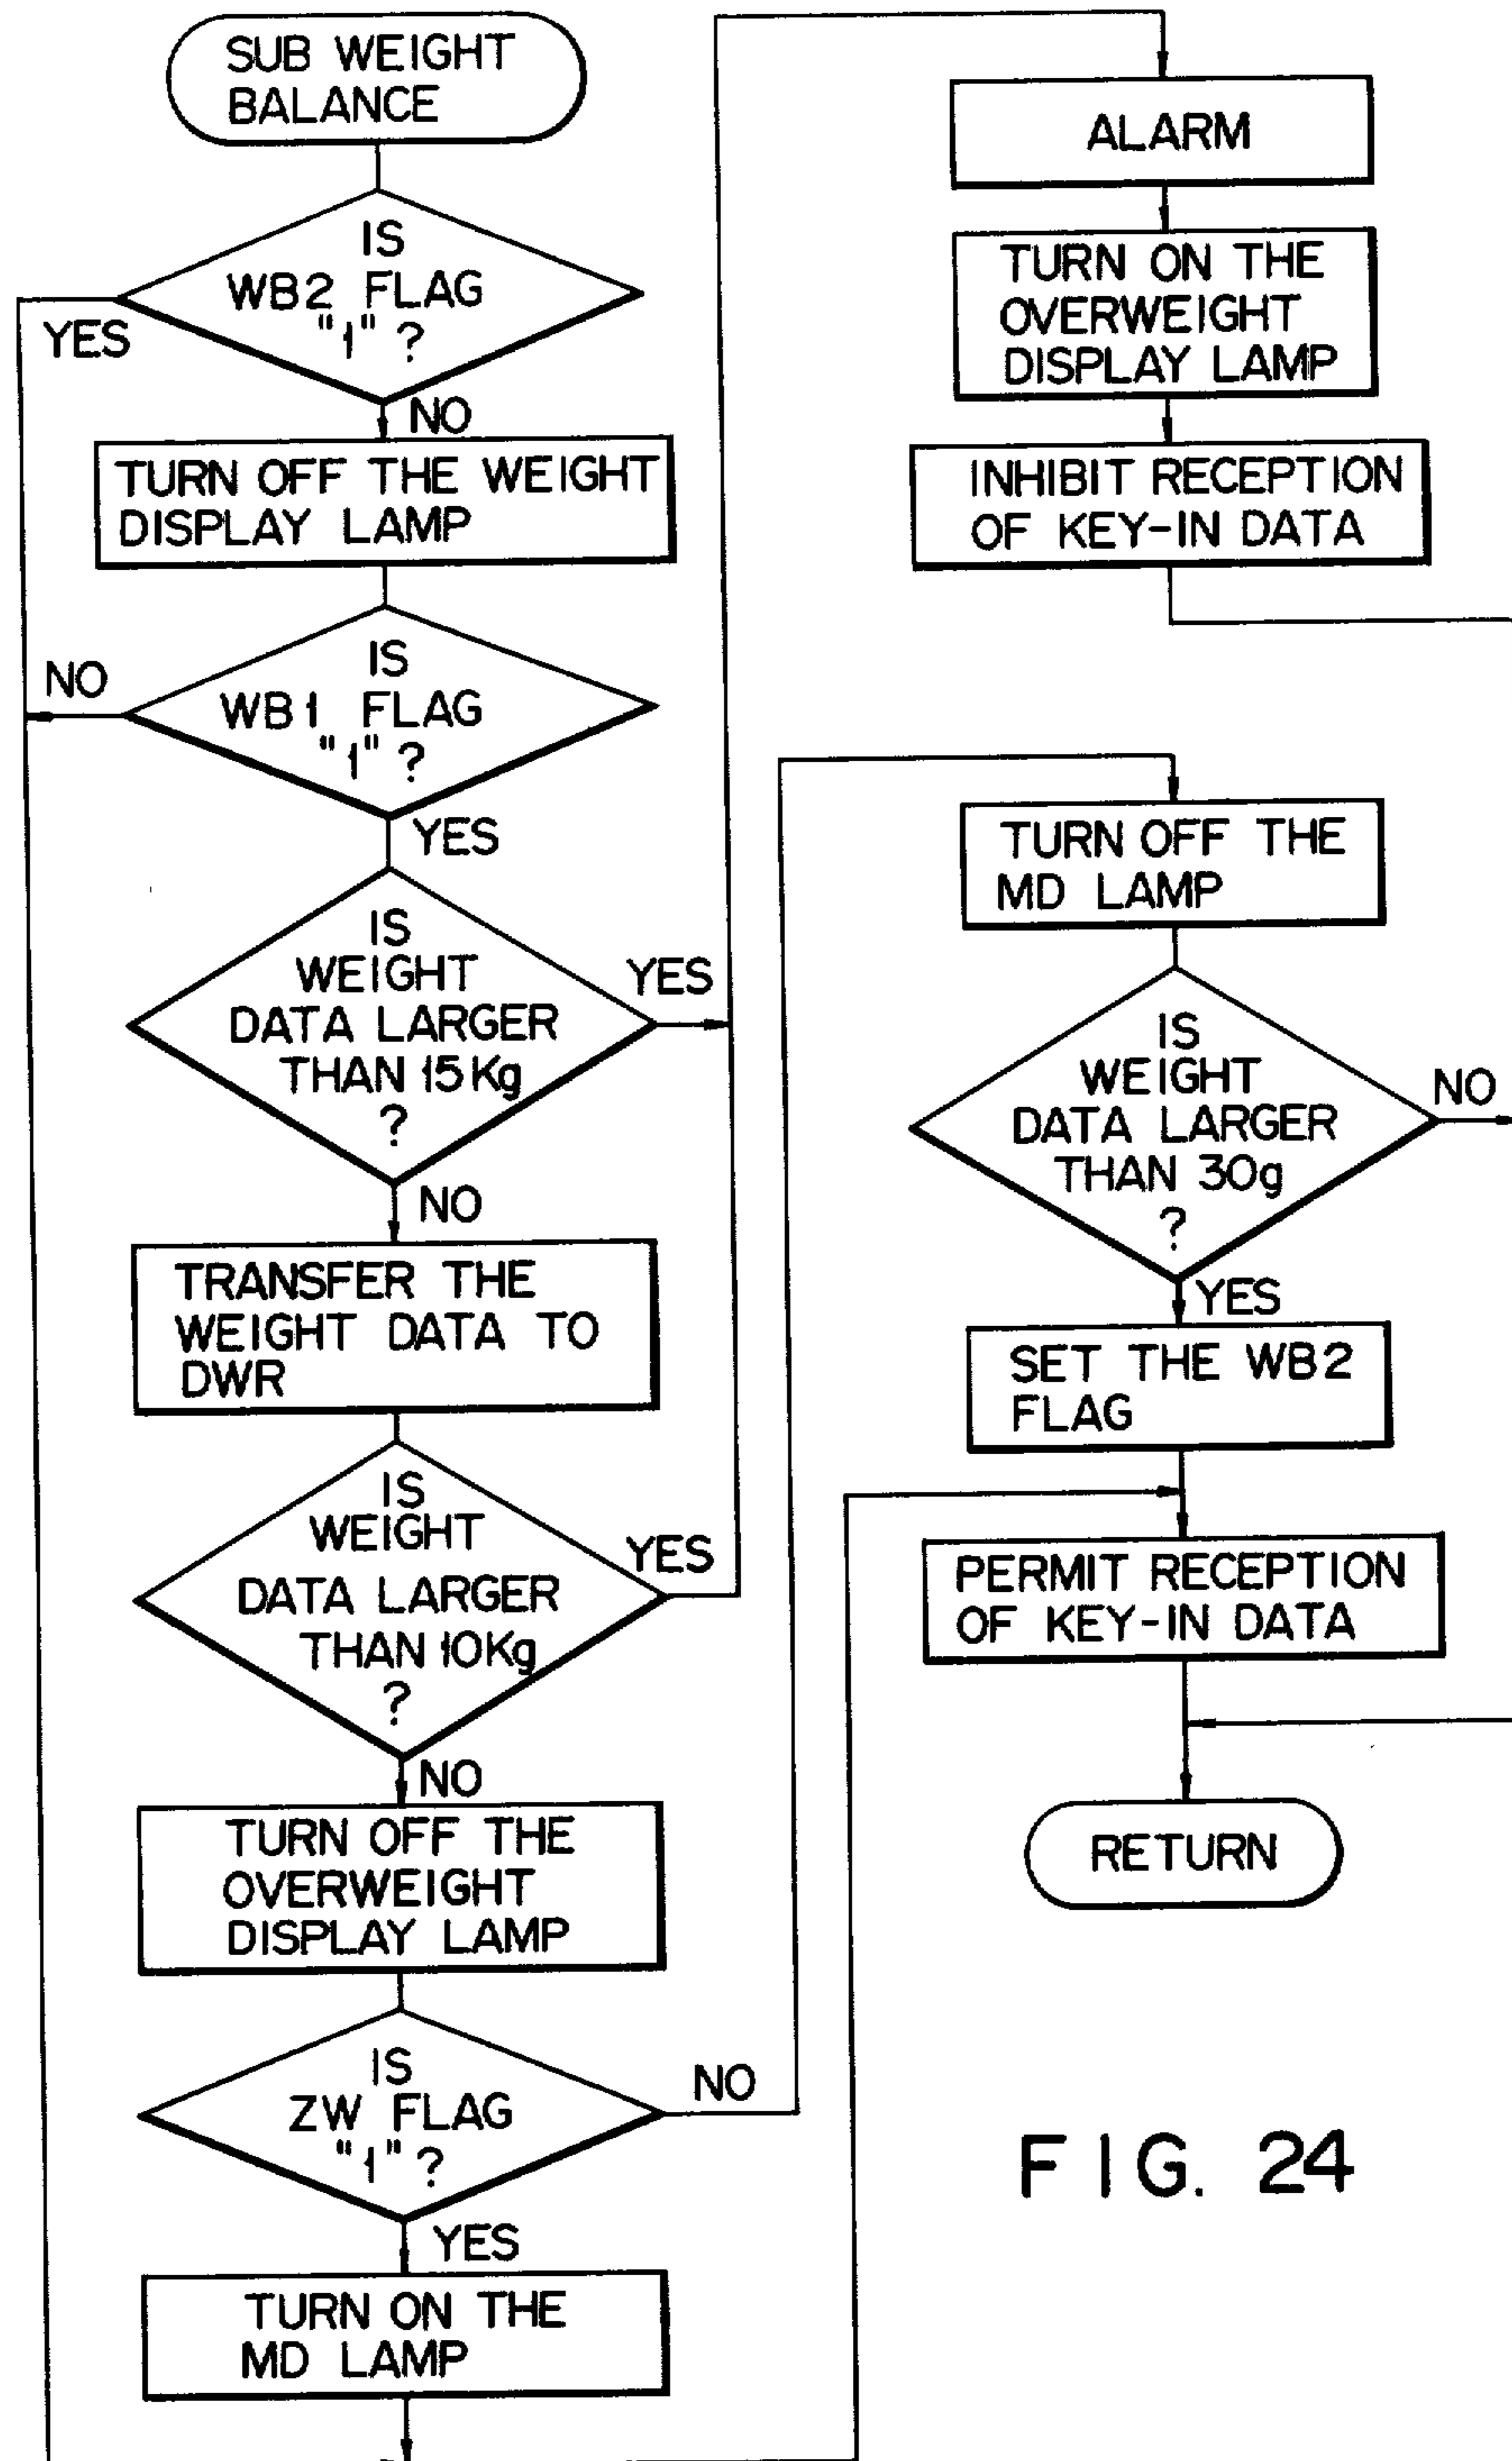 SUB WEIGHT
BALANCE
IS
WB2 FLAG
"1" ?
YES
NO
TURN OFF THE WEIGHT
DISPLAY LAMP
IS
WB1 FLAG
"1" ?
NO
YES
IS
WEIGHT
DATA LARGER
THAN 15Kg
?
YES
NO
TRANSFER THE
WEIGHT DATA TO
DWR
IS
WEIGHT
DATA LARGER
THAN 10Kg
?
YES
NO
TURN OFF THE
OVERWEIGHT
DISPLAY LAMP
IS
ZW FLAG
"1" ?
NO
YES
TURN ON THE
MD LAMP
ALARM
TURN ON THE
OVERWEIGHT
DISPLAY LAMP
INHIBIT RECEPTION
OF KEY-IN DATA
TURN OFF THE
MD LAMP
IS
WEIGHT
DATA LARGER
THAN 30g
?
NO
YES
SET THE WB2
FLAG
PERMIT RECEPTION
OF KEY-IN DATA
RETURN
FIG. 24